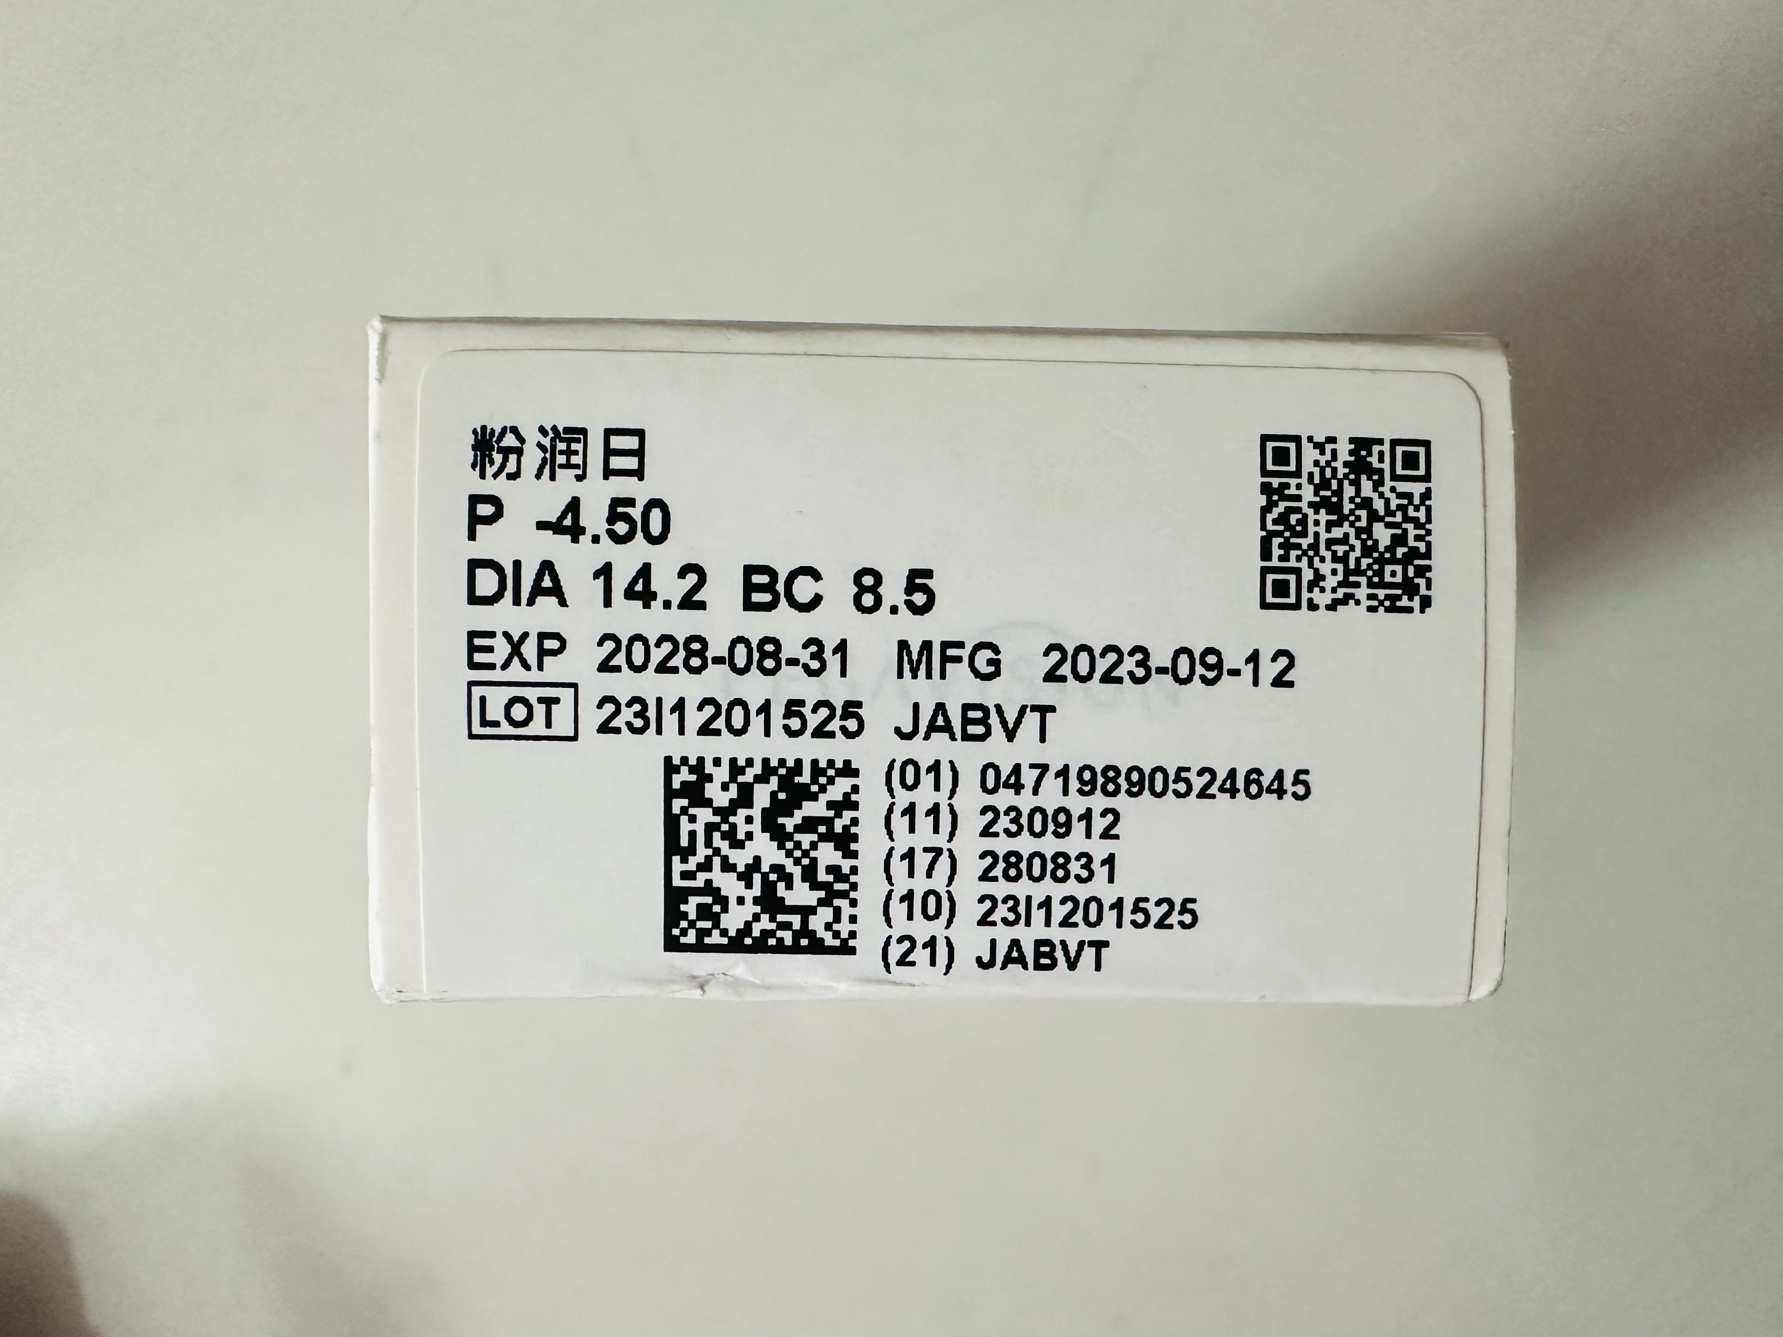 粉润日
P -4.50
DIA 14.2 BC 8.5
EXP 2028-08-31 MFG 2023-09-12
LOT 23I1201525 JABVT
(01) 04719890524645
(11) 230912
(17) 280831
(10) 23I1201525
(21) JABVT